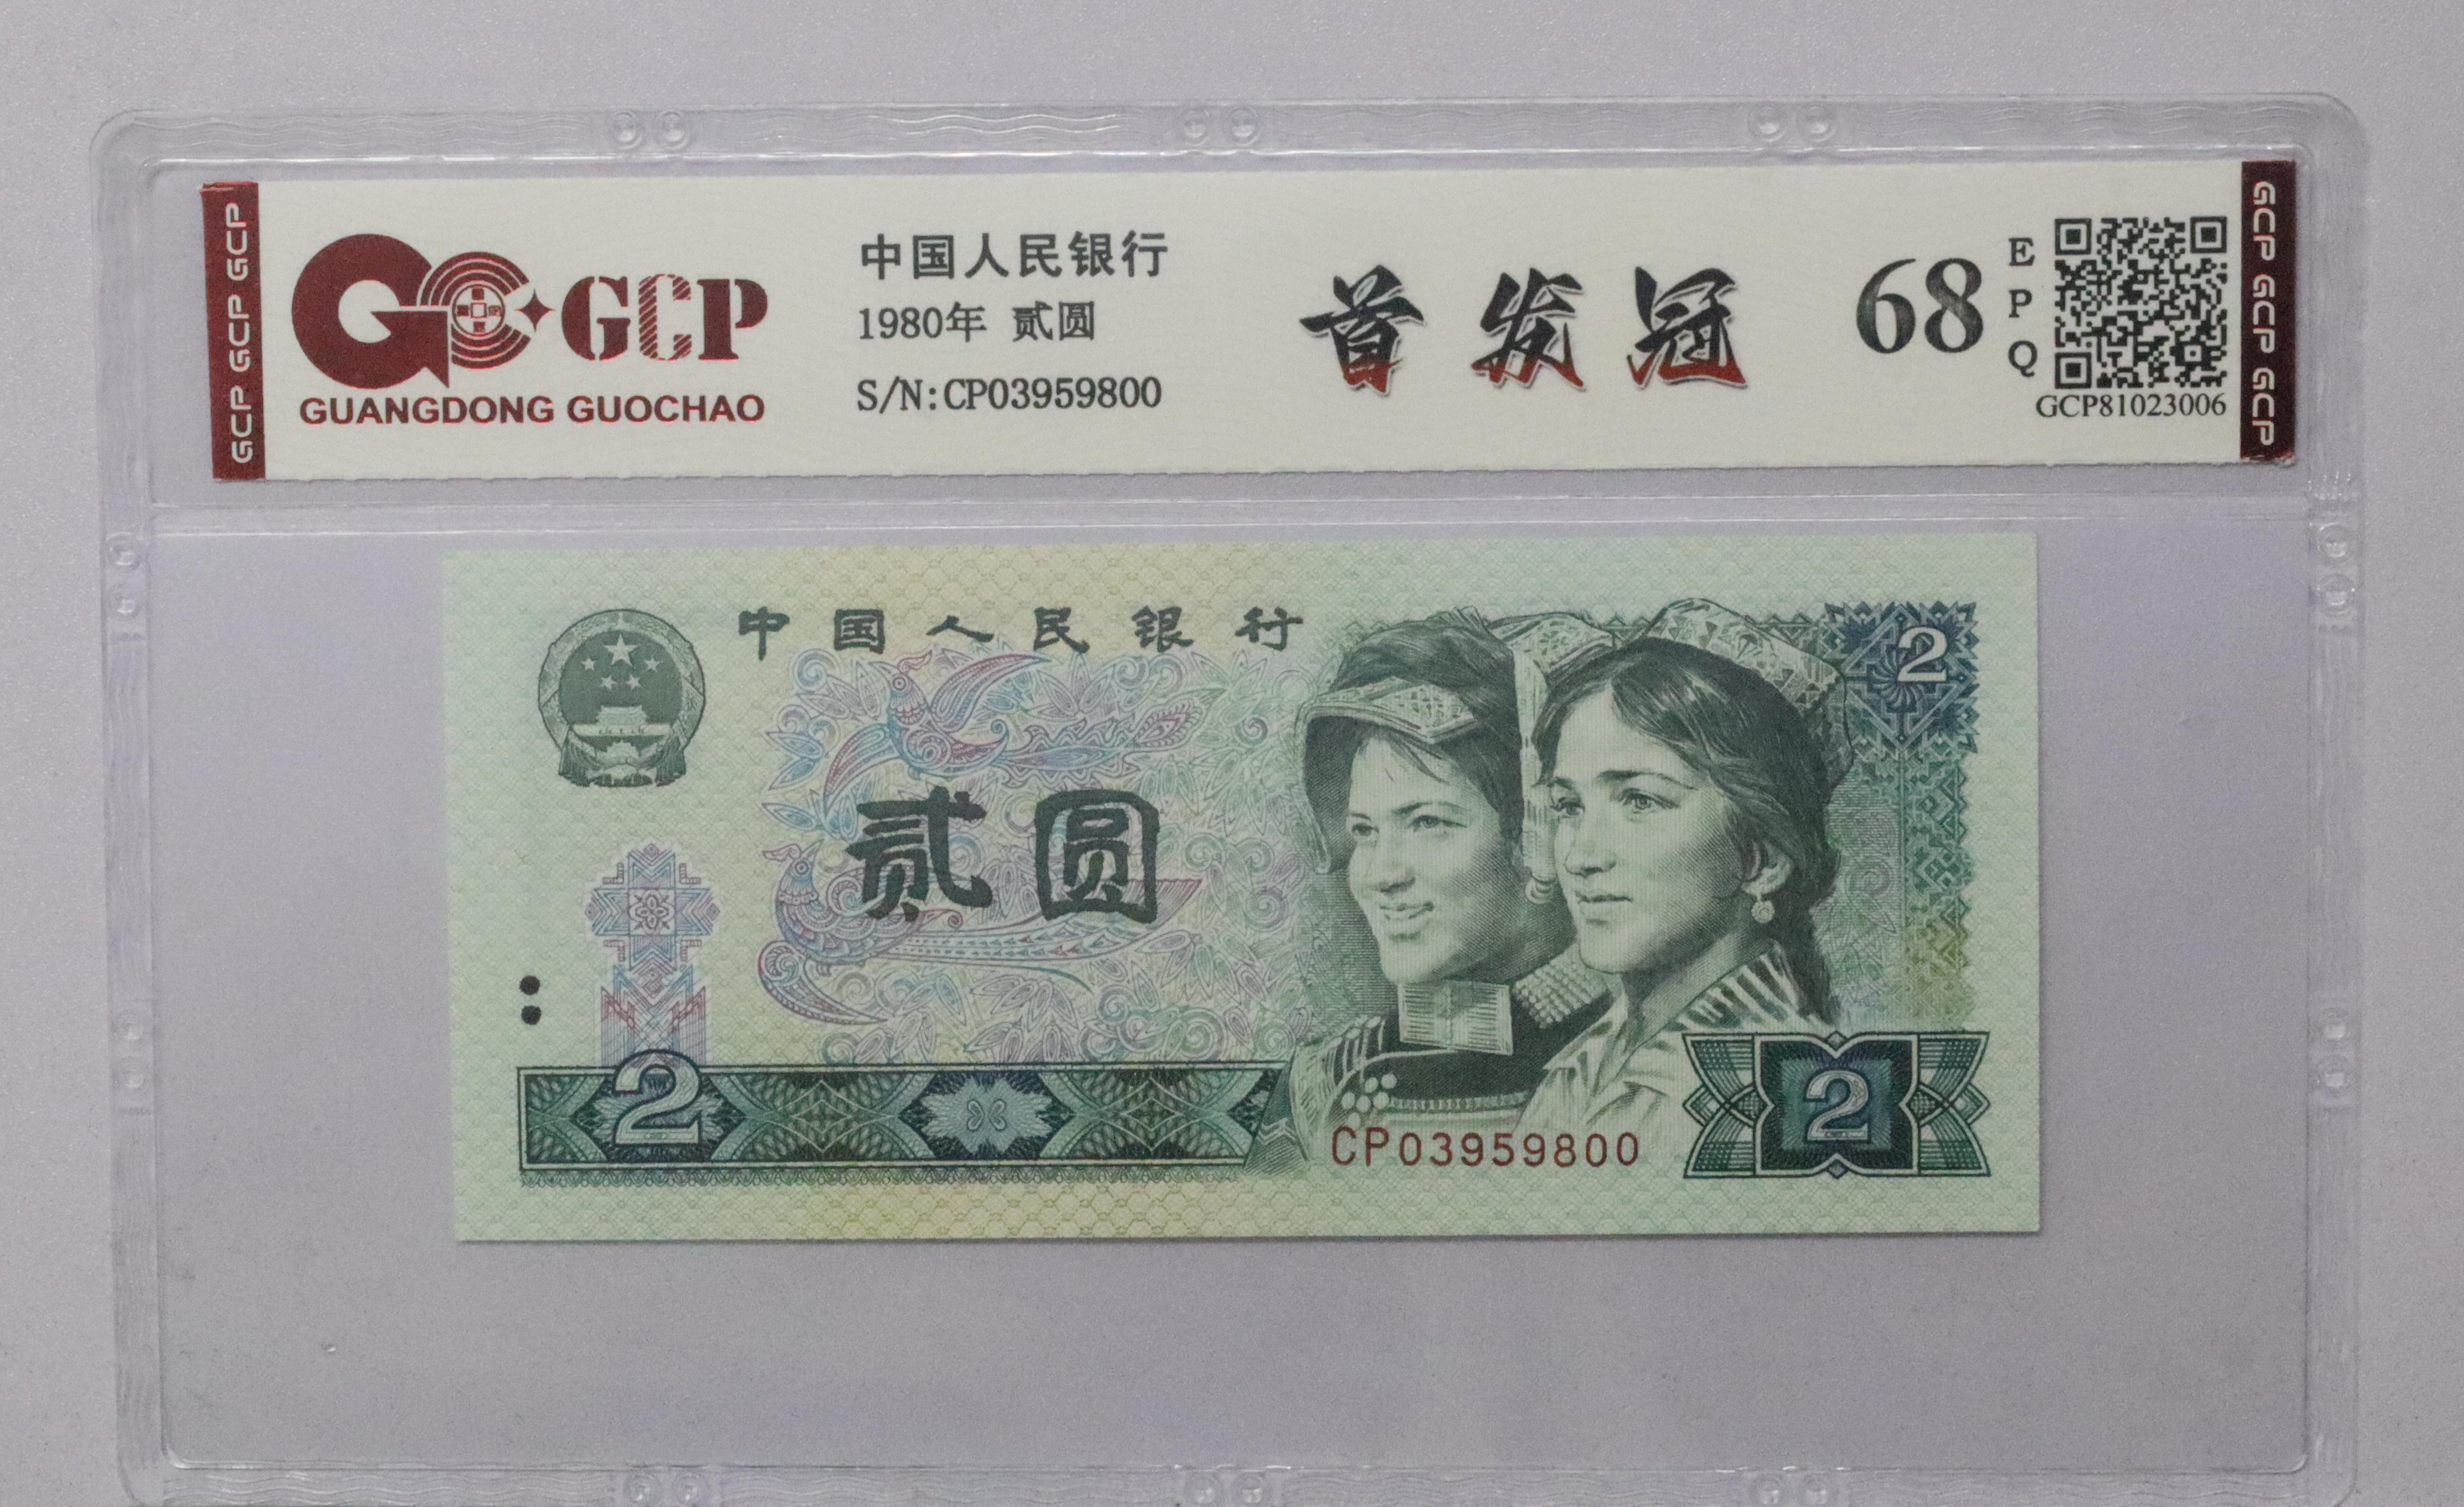 GCP GCP GCP
GCP
GUANGDONG GUOCHAO
中国人民银行
1980年 贰圆
S/N:CP03959800
首发冠
68
EPQ
GCP81023006
GCP GCP GCP
中国人民银行
2
贰圆
2
CP03959800
2